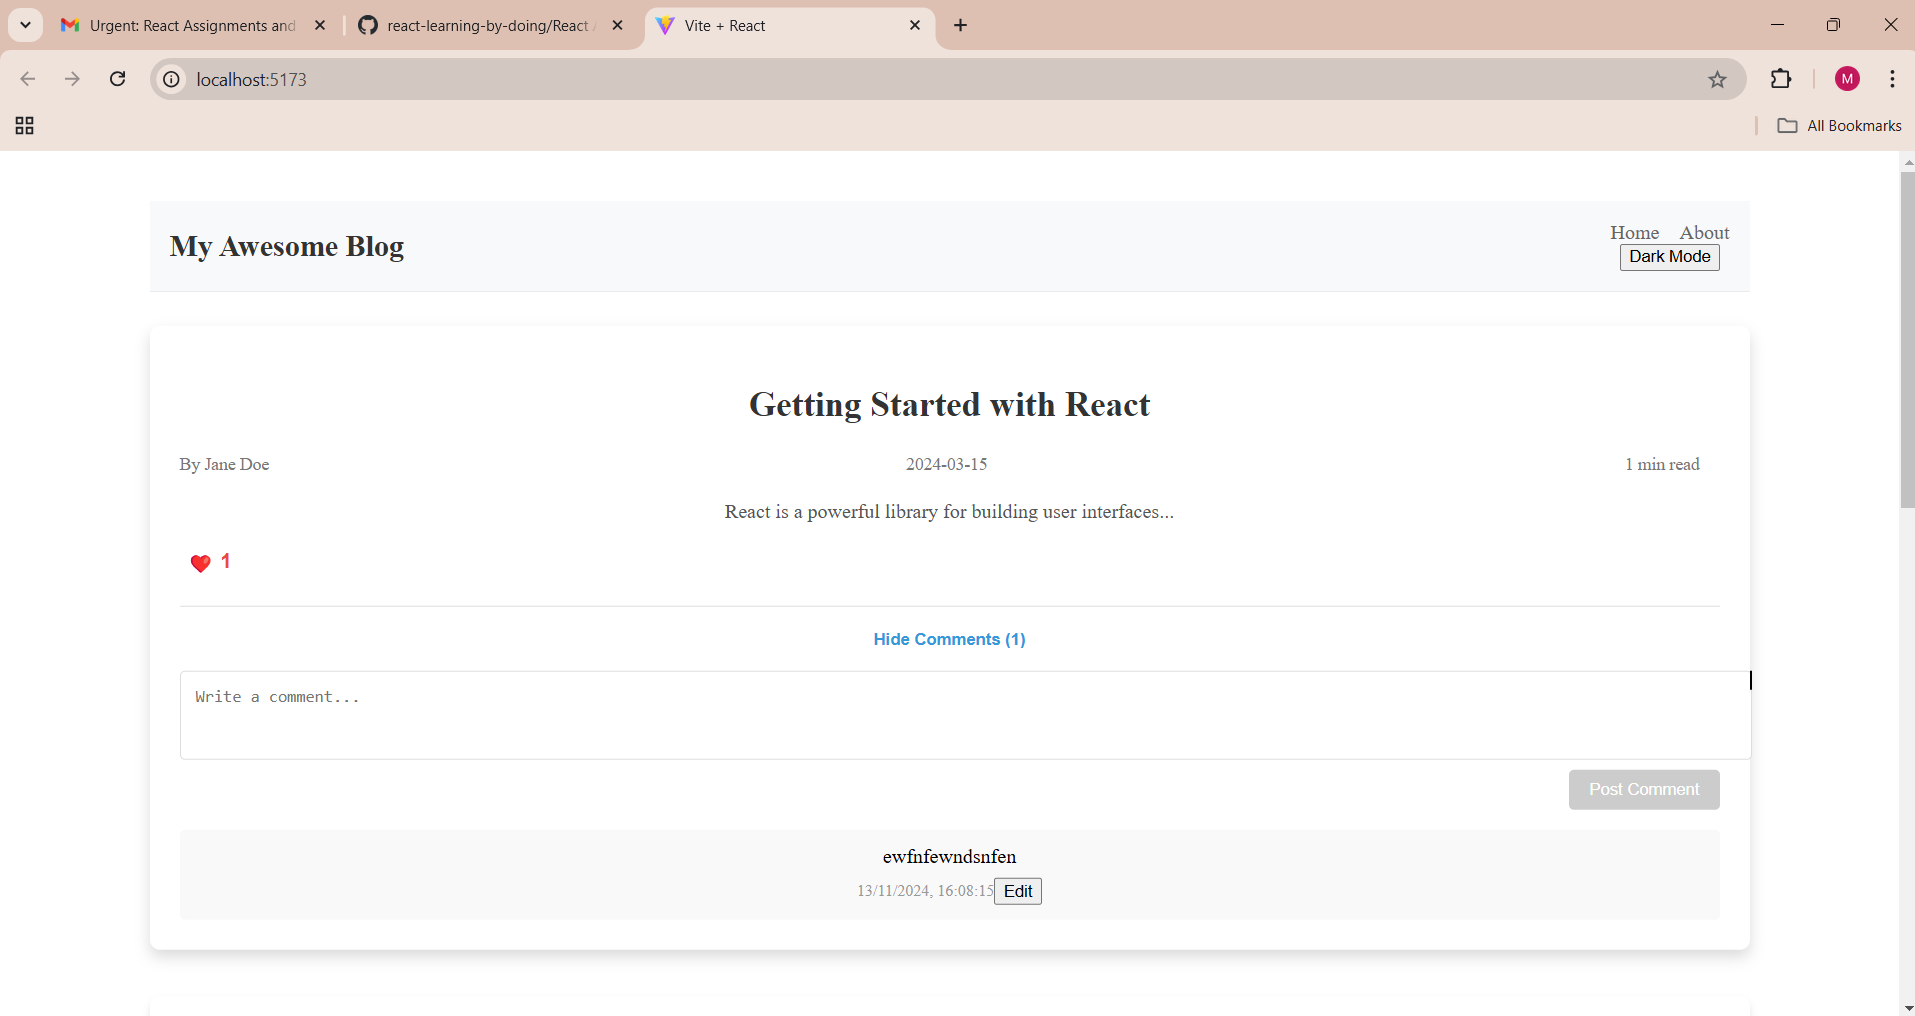 Urgent: React Assignments and
react-learning-by-doing/React
Vite + React
localhost:5173
M
All Bookmarks
My Awesome Blog
Home About
Dark Mode
Getting Started with React
By Jane Doe 2024-03-15 1 min read
React is a powerful library for building user interfaces...
1
Hide Comments (1)
Write a comment...
Post Comment
ewfnfewndsnfen
13/11/2024, 16:08:15 Edit